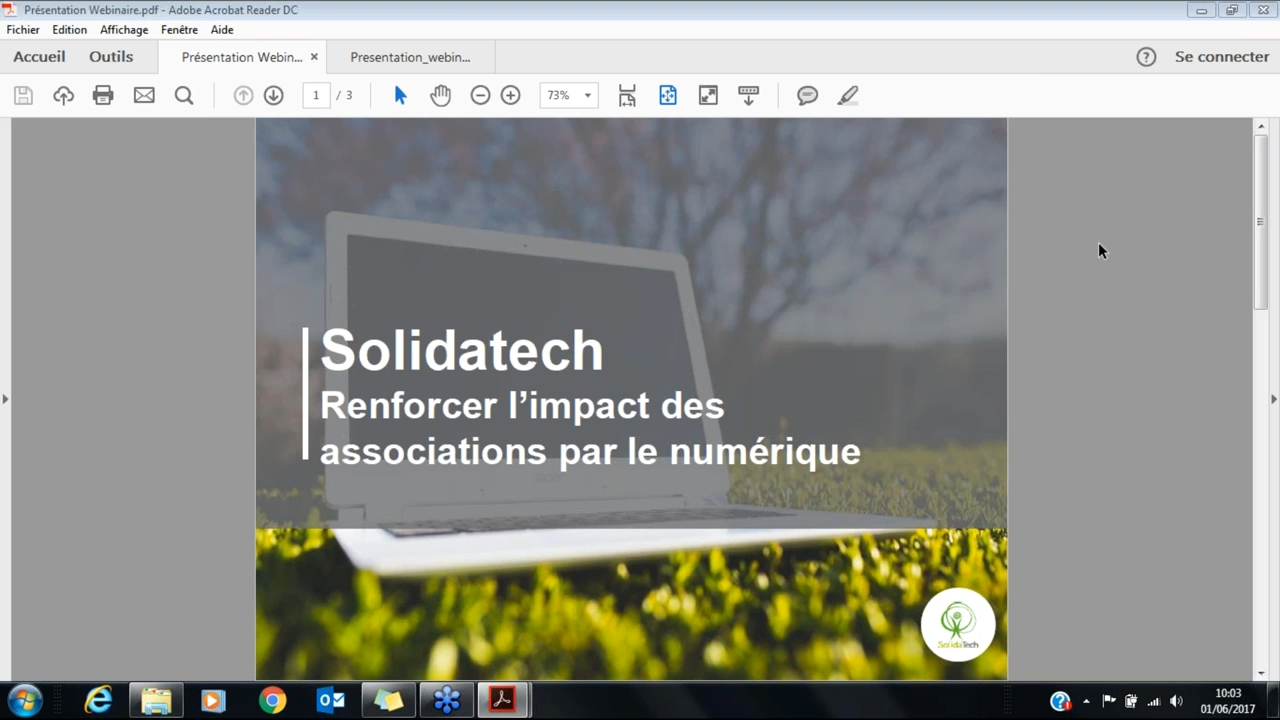 Présentation Webinaire.pdf - Adobe Acrobat Reader DC
Fichier Edition Affichage Fenêtre Aide
Accueil Outils Présentation Webin... × Presentation_webin... ? Se connecter
1 / 3 73%
Solidatech
Renforcer l’impact des
associations par le numérique
SolidaTech
10:03
01/06/2017